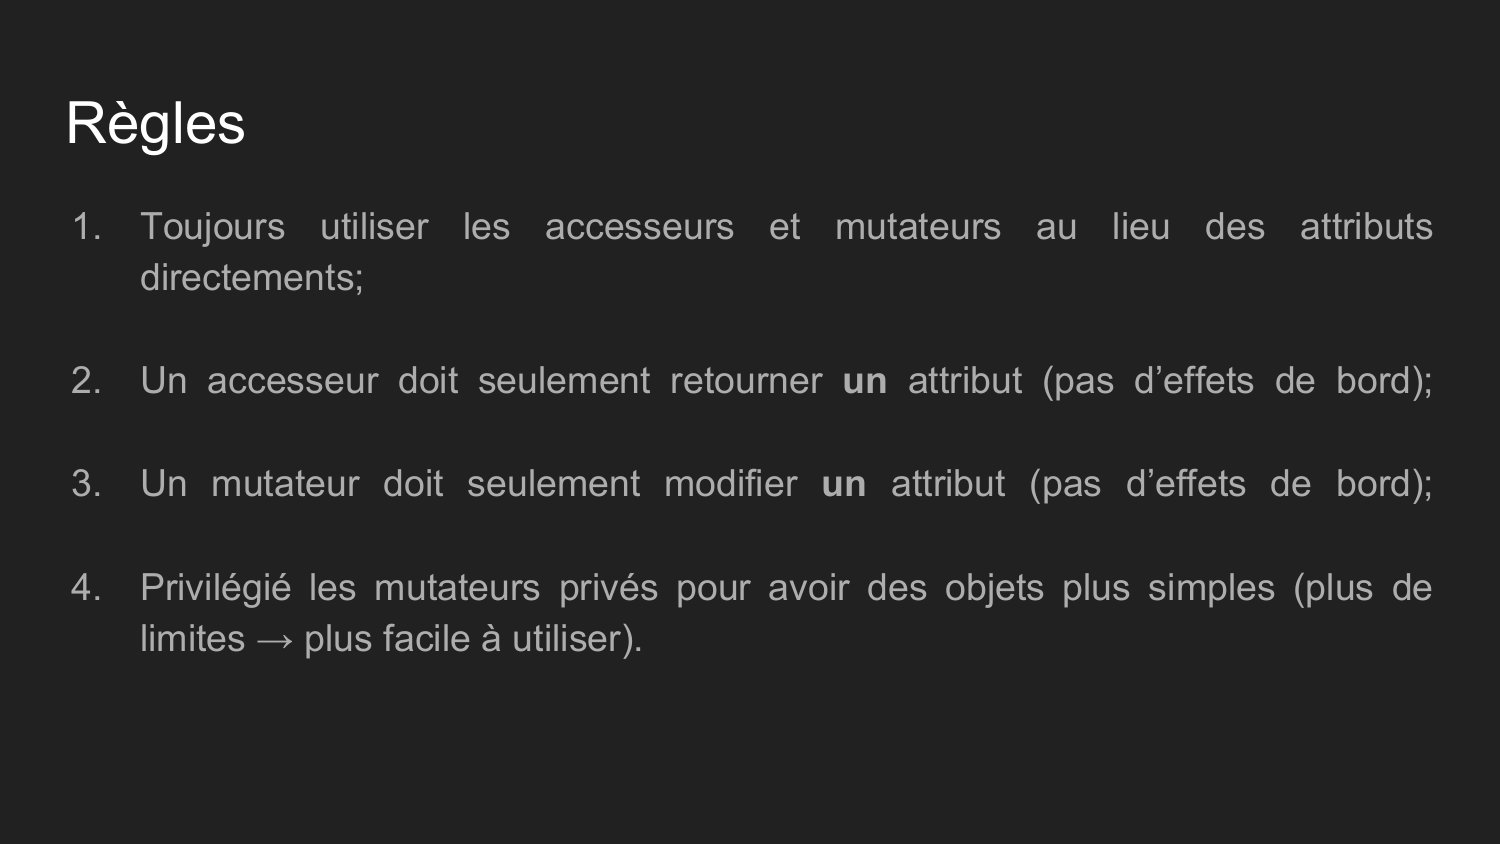 Règles
1. Toujours utiliser les accesseurs et mutateurs au lieu des attributs
directements;
2. Un accesseur doit seulement retourner un attribut (pas d’effets de bord);
3. Un mutateur doit seulement modifier un attribut (pas d’effets de bord);
4. Privilégié les mutateurs privés pour avoir des objets plus simples (plus de
limites → plus facile à utiliser).